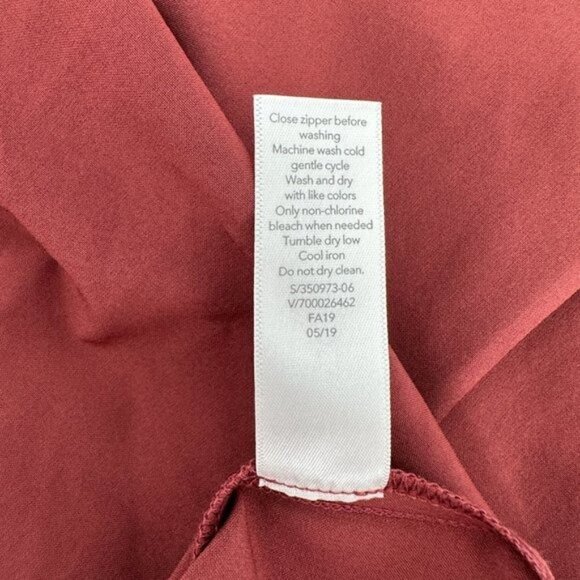 Close zipper before
washing
Machine wash cold
gentle cycle
Wash and dry
with like colors
Only non-chlorine
bleach when needed
Tumble dry low
Cool iron
Do not dry clean.
S/350973-06
V/700026462
FA19
05/19